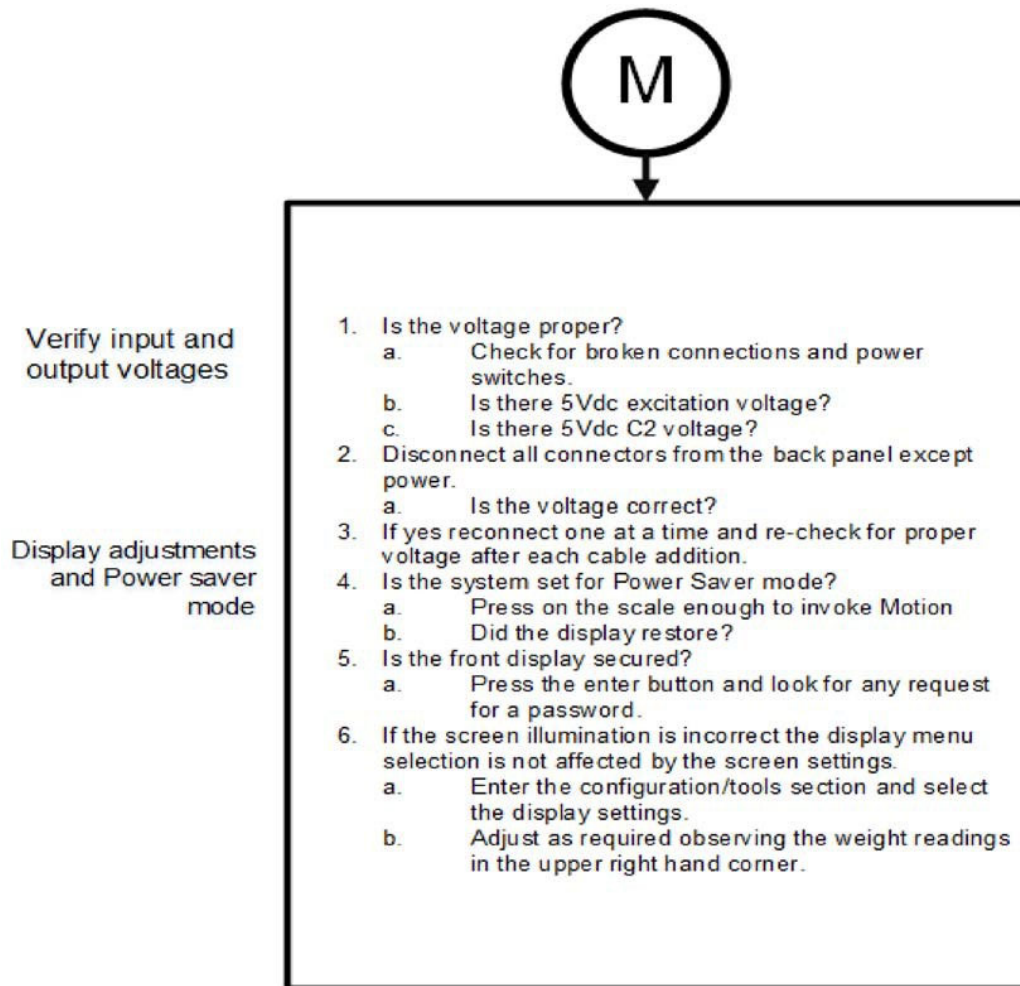 M
Verify input and
output voltages
1. Is the voltage proper?
a. Check for broken connections and power
switches.
b. Is there 5Vdc excitation voltage?
c. Is there 5Vdc C2 voltage?
2. Disconnect all connectors from the back panel except
power.
a. Is the voltage correct?
3. If yes reconnect one at a time and re-check for proper
voltage after each cable addition.
Display adjustments
and Power saver
mode
4. Is the system set for Power Saver mode?
a. Press on the scale enough to invoke Motion
b. Did the display restore?
5. Is the front display secured?
a. Press the enter button and look for any request
for a password.
6. If the screen illumination is incorrect the display menu
selection is not affected by the screen settings.
a. Enter the configuration/tools section and select
the display settings.
b. Adjust as required observing the weight readings
in the upper right hand corner.